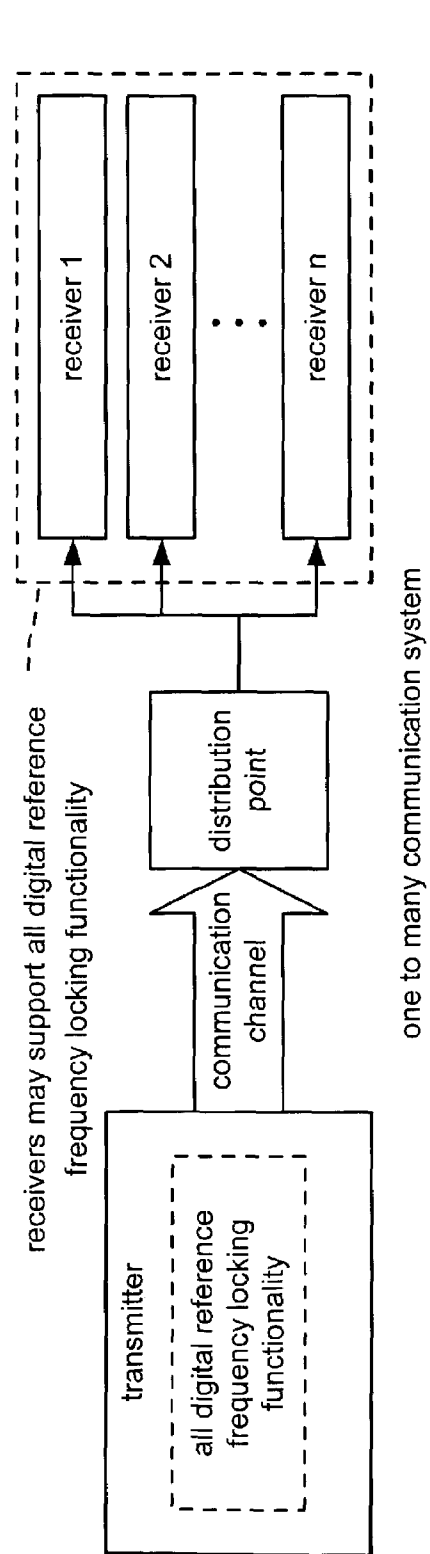 receivers may support all digital reference
frequency locking functionality
transmitter
all digital reference
frequency locking
functionality
communication
channel
distribution
point
receiver 1
receiver 2
receiver n
one to many communication system